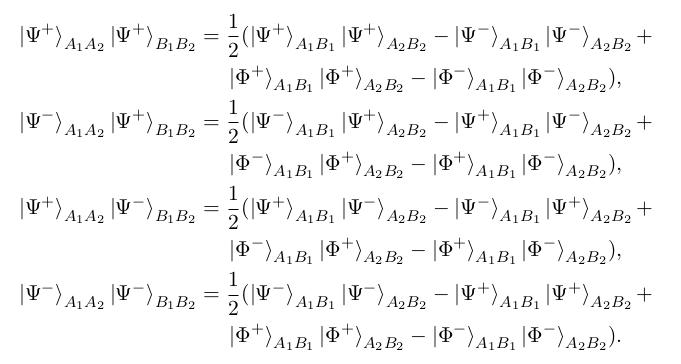 |Ψ⁺⟩_{A₁A₂} |Ψ⁺⟩_{B₁B₂} = 1/2(|Ψ⁺⟩_{A₁B₁} |Ψ⁺⟩_{A₂B₂} − |Ψ⁻⟩_{A₁B₁} |Ψ⁻⟩_{A₂B₂} +
|Φ⁺⟩_{A₁B₁} |Φ⁺⟩_{A₂B₂} − |Φ⁻⟩_{A₁B₁} |Φ⁻⟩_{A₂B₂}),
|Ψ⁻⟩_{A₁A₂} |Ψ⁺⟩_{B₁B₂} = 1/2(|Ψ⁻⟩_{A₁B₁} |Ψ⁺⟩_{A₂B₂} − |Ψ⁺⟩_{A₁B₁} |Ψ⁻⟩_{A₂B₂} +
|Φ⁻⟩_{A₁B₁} |Φ⁺⟩_{A₂B₂} − |Φ⁺⟩_{A₁B₁} |Φ⁻⟩_{A₂B₂}),
|Ψ⁺⟩_{A₁A₂} |Ψ⁻⟩_{B₁B₂} = 1/2(|Ψ⁺⟩_{A₁B₁} |Ψ⁻⟩_{A₂B₂} − |Ψ⁻⟩_{A₁B₁} |Ψ⁺⟩_{A₂B₂} +
|Φ⁻⟩_{A₁B₁} |Φ⁺⟩_{A₂B₂} − |Φ⁺⟩_{A₁B₁} |Φ⁻⟩_{A₂B₂}),
|Ψ⁻⟩_{A₁A₂} |Ψ⁻⟩_{B₁B₂} = 1/2(|Ψ⁻⟩_{A₁B₁} |Ψ⁻⟩_{A₂B₂} − |Ψ⁺⟩_{A₁B₁} |Ψ⁺⟩_{A₂B₂} +
|Φ⁺⟩_{A₁B₁} |Φ⁺⟩_{A₂B₂} − |Φ⁻⟩_{A₁B₁} |Φ⁻⟩_{A₂B₂}).